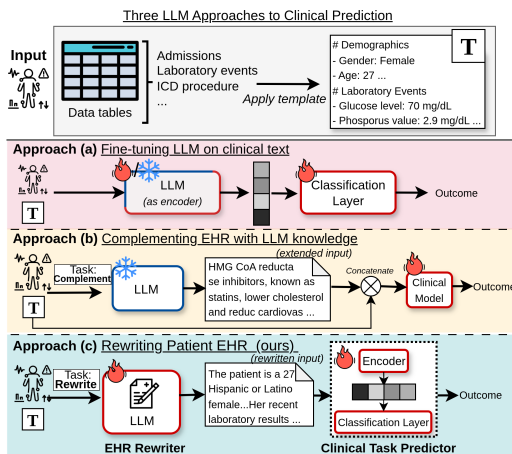 Three LLM Approaches to Clinical Prediction
Input
Data tables
Admissions
Laboratory events
ICD procedure
...
Apply template
T
# Demographics
- Gender: Female
- Age: 27 ...
# Laboratory Events
- Glucose level: 70 mg/dL
- Phosporus value: 2.9 mg/dL ...
Approach (a) Fine-tuning LLM on clinical text
T
/
LLM
(as encoder)
Classification
Layer
Outcome
Approach (b) Complementing EHR with LLM knowledge
(extended input)
T
Task:
Complement
LLM
HMG CoA reducta
se inhibitors, known as
statins, lower cholesterol
and reduc cardiovas ...
Concatenate
Clinical
Model
Outcome
Approach (c) Rewriting Patient EHR (ours)
(rewritten input)
T
Task:
Rewrite
LLM
EHR Rewriter
The patient is a 27
Hispanic or Latino
female...Her recent
laboratory results ...
Encoder
Classification Layer
Clinical Task Predictor
Outcome